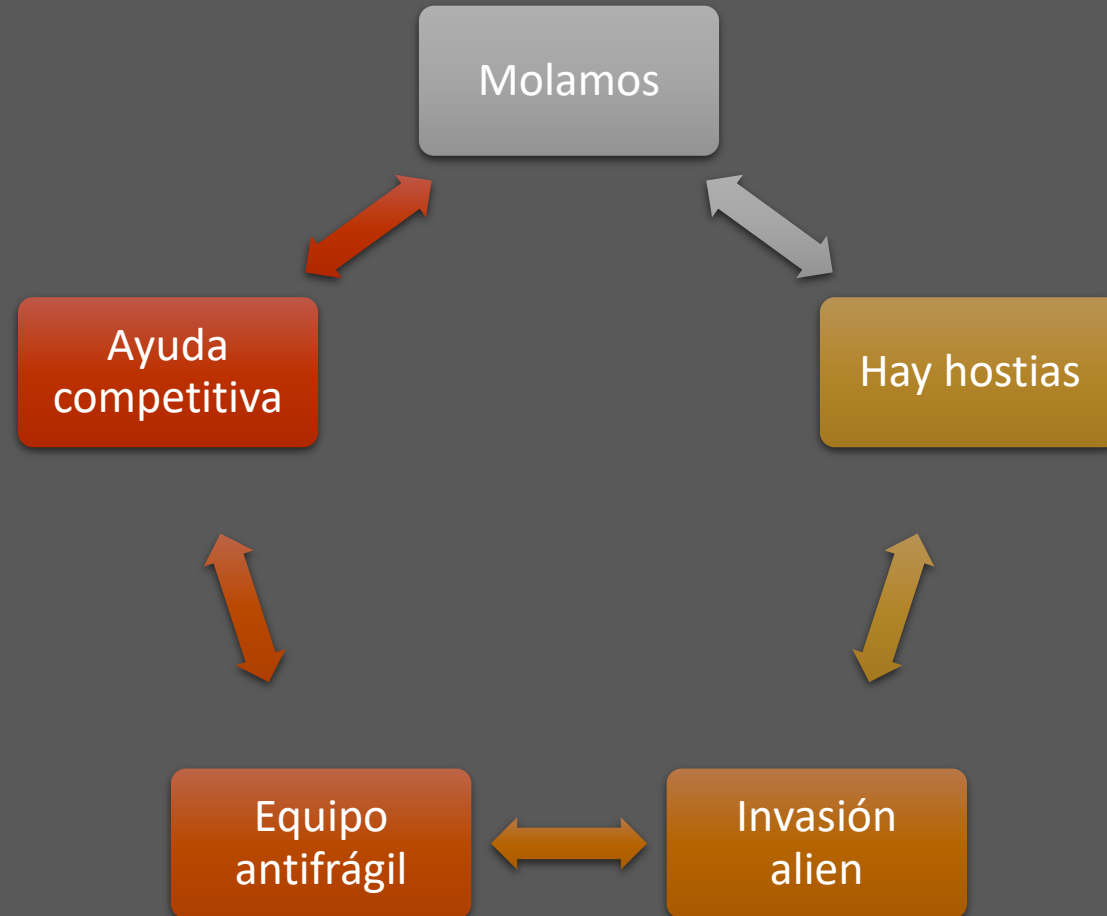 Molamos
Ayuda
competitiva
Hay hostias
Equipo
antifrágil
Invasión
alien